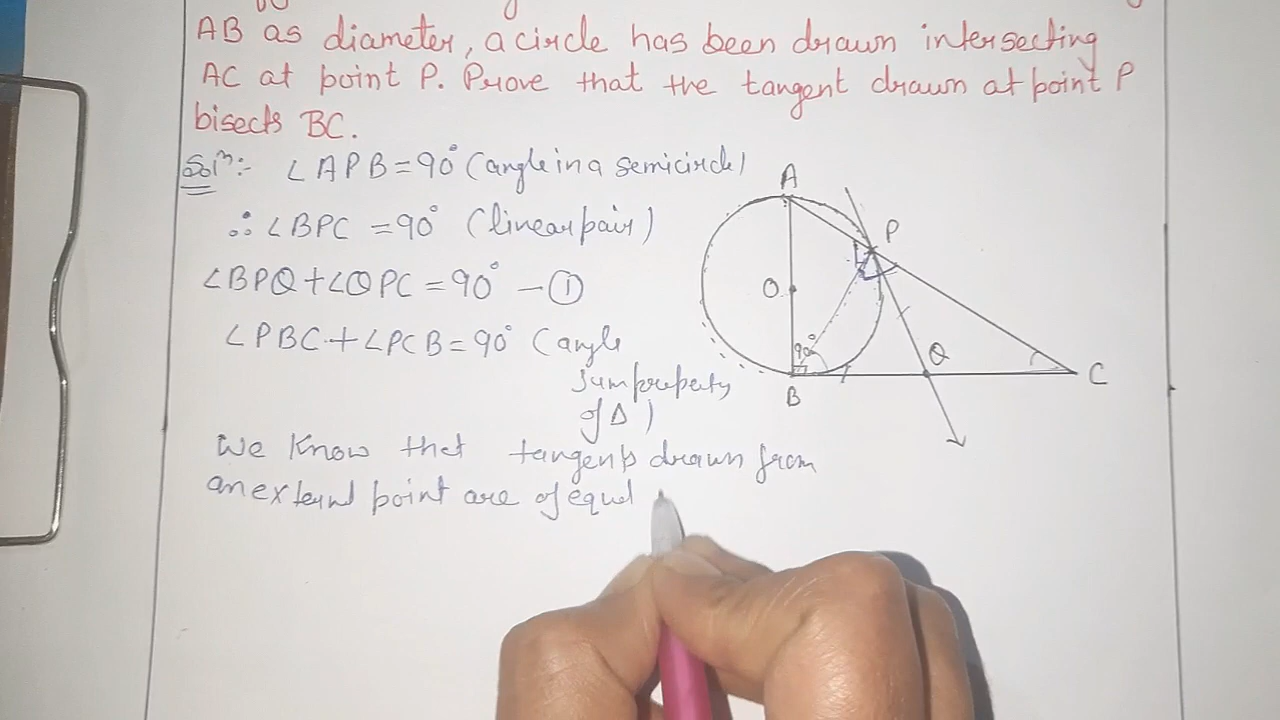 AB as diameter, a circle has been drawn intersecting
AC at point P. Prove that the tangent drawn at point P
bisects BC.
Solⁿ:- ∠APB = 90° (angle in a semicircle)
∴ ∠BPC = 90° (linear pair)
∠BPQ + ∠QPC = 90° — ①
∠PBC + ∠PCB = 90° (angle
sum property
of Δ)
We know that tangents drawn from
an external point are of equal
A
P
O
90°
Q
B
C